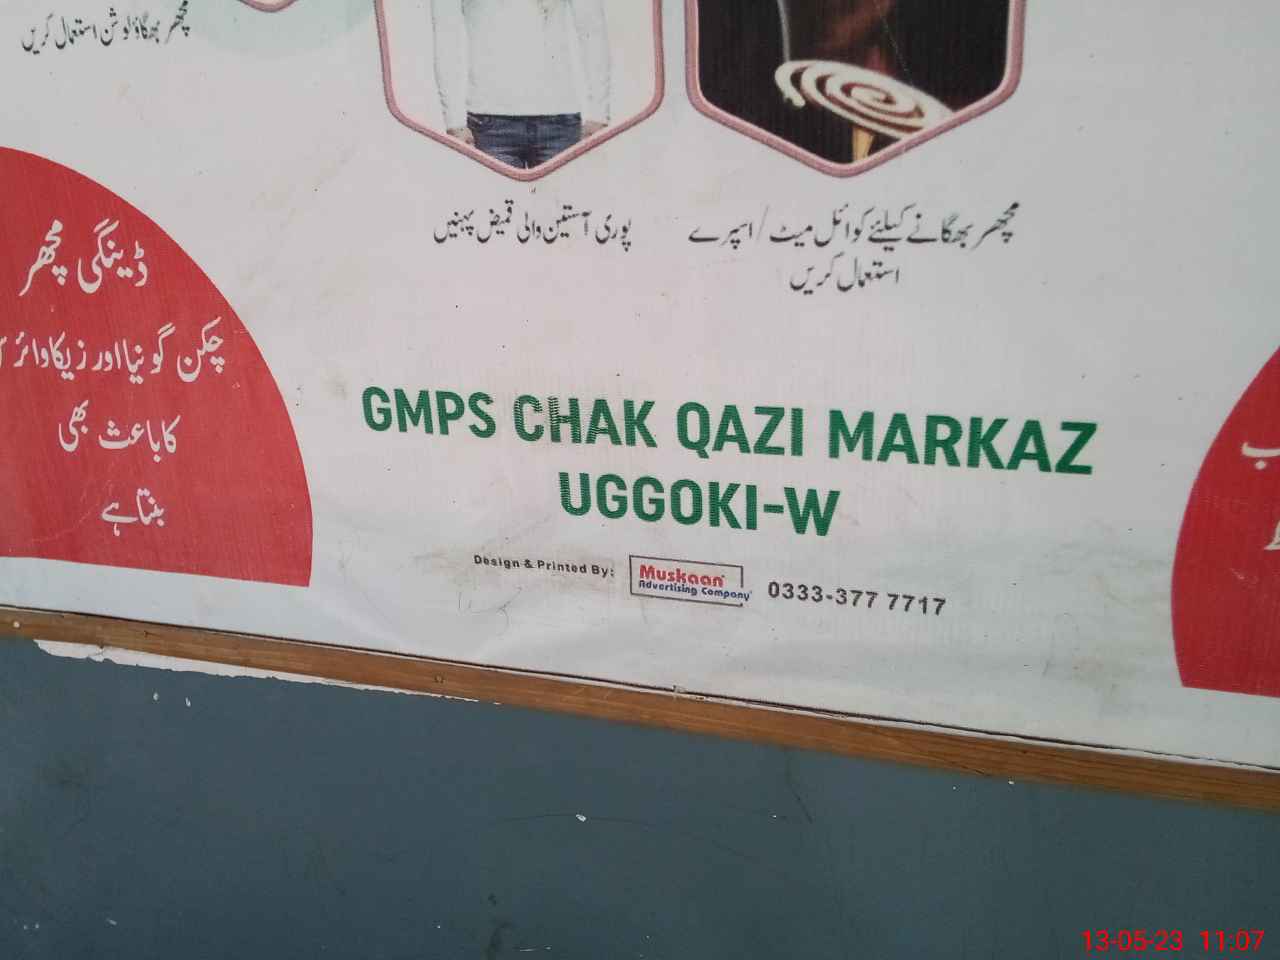 مچھر بھگاؤ لوشن استعمال کریں
پوری آستین والی قمیض پہنیں
مچھر بھگانے کیلئے کوائل میٹ/اسپرے
استعمال کریں
ڈینگی مچھر
چکن گونیا اور زیکا وائرس
کا باعث بھی
بنتا ہے
GMPS CHAK QAZI MARKAZ
UGGOKI-W
Design & Printed By: Muskaan Advertising Company 0333-377 7717
13-05-23 11:07